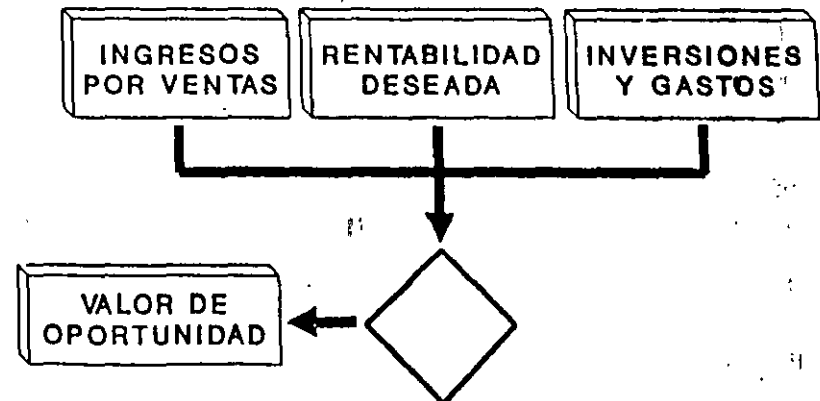 INGRESOS
POR VENTAS
RENTABILIDAD
DESEADA
INVERSIONES
Y GASTOS
VALOR DE
OPORTUNIDAD